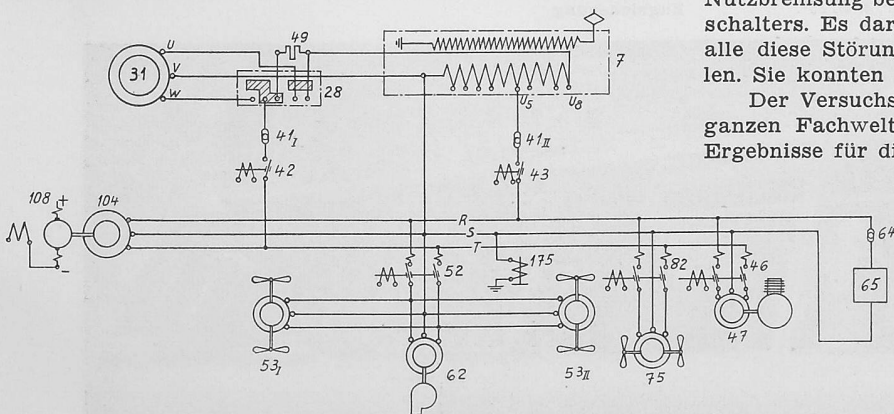 Nutzbremsung be
schalters. Es dar
alle diese Störun
len. Sie konnten
Der Versuchs
ganzen Fachwelt
Ergebnisse für di
49
U
31
V
W
28
7
U5 U8
41I
41II
42
43
108 + 104
R
S
T
-
64
52
175
82
46
65
53I
62
53II
75
47